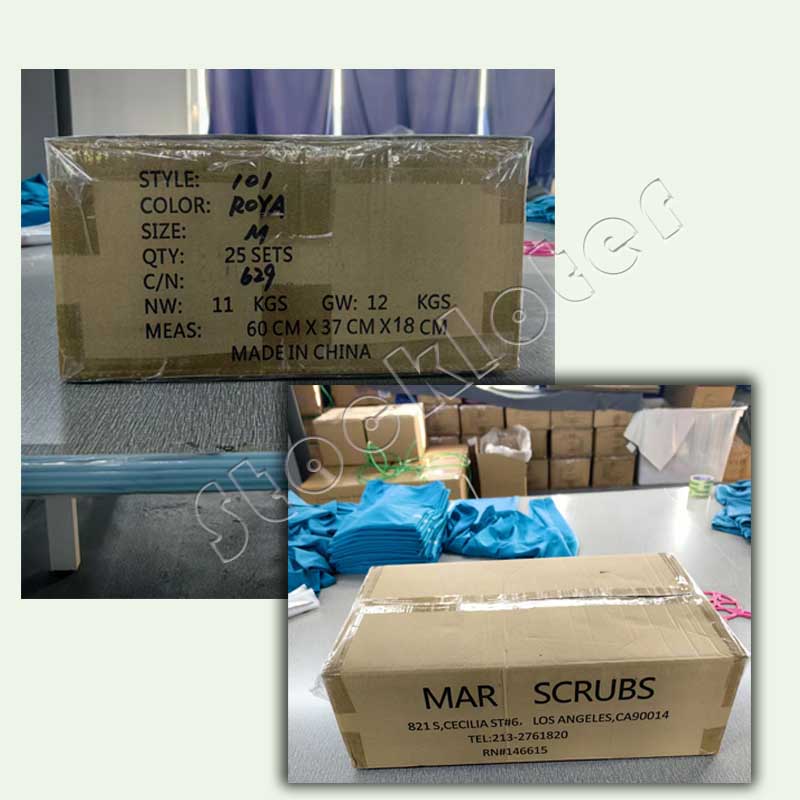 STYLE: 101
COLOR: ROYA
SIZE: M
QTY: 25 SETS
C/N: 629
NW: 11 KGS GW: 12 KGS
MEAS: 60 CM X 37 CM X 18 CM
MADE IN CHINA
Stockloter
MAR SCRUBS
821 S,CECILIA ST#6, LOS ANGELES,CA90014
TEL:213-2761820
RN#146615